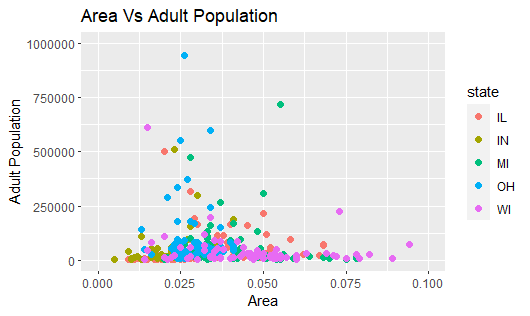 Area Vs Adult Population
1000000
750000
500000
250000
0
Adult Population
0.000 0.025 0.050 0.075 0.100
Area
state
IL
IN
MI
OH
WI